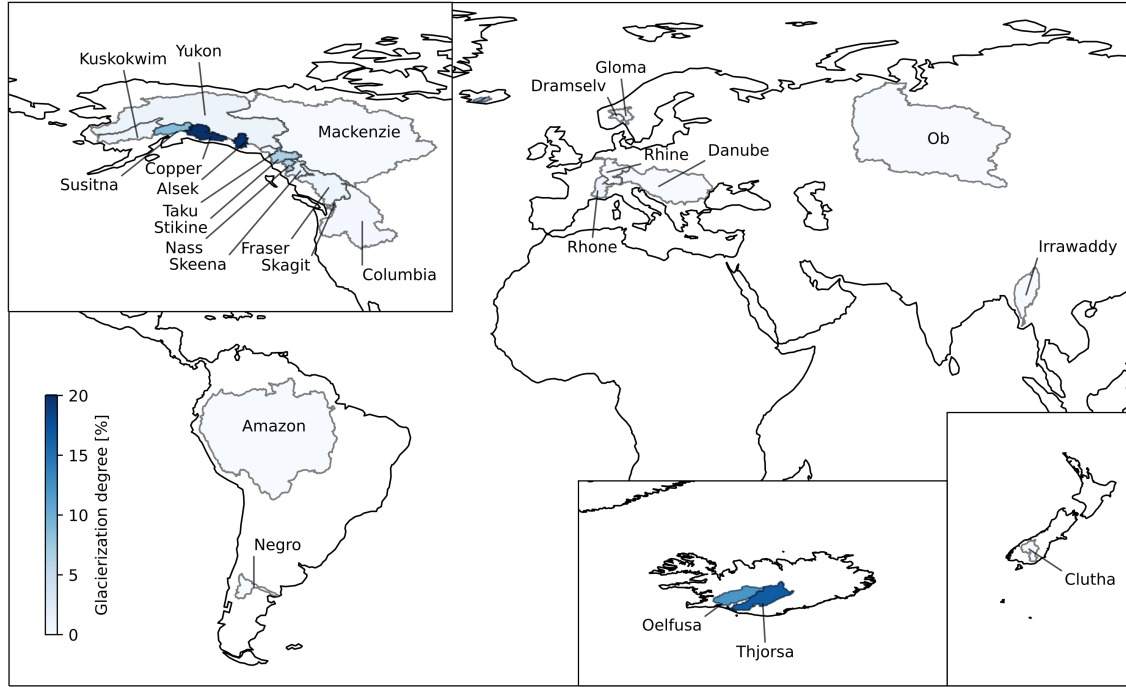 Kuskokwim
Yukon
Mackenzie
Susitna
Copper
Alsek
Taku
Stikine
Nass
Skeena
Fraser
Skagit
Columbia
Gloma
Dramselv
Rhine
Danube
Rhone
Ob
Irrawaddy
Amazon
Negro
20
15
10
5
0
Glacierization degree [%]
Oelfusa
Thjorsa
Clutha